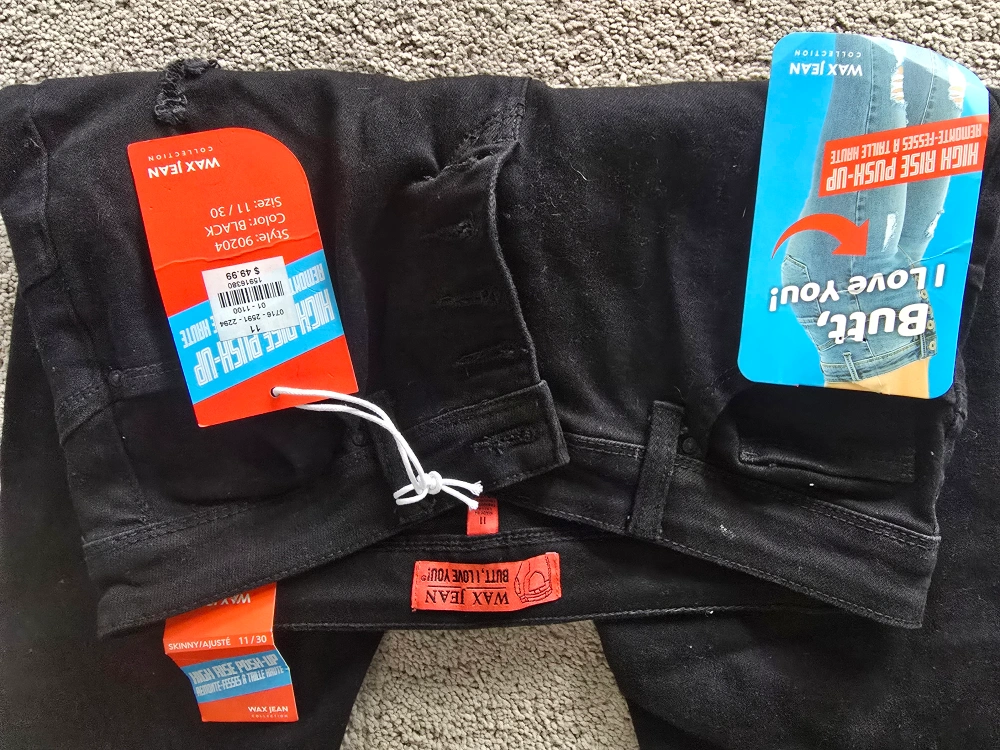 WAX JEAN
COLLECTION
Style: 90204
Color: BLACK
Size: 11 / 30
HIGH RISE PUSH-UP
11
0716 - 2591 - 2294
01 - 1100
15916380
$ 49.99
Butt,
I Love You!
HIGH RISE PUSH-UP
REMONTE-FESSES A TAILLE HAUTE
WAX JEAN
COLLECTION
11
WAX JEAN
BUTT, I LOVE YOU!®
WAX JEAN
SKINNY/AJUSTÉ 11 / 30
HIGH RISE PUSH-UP
REMONTE-FESSES A TAILLE HAUTE
WAX JEAN
COLLECTION